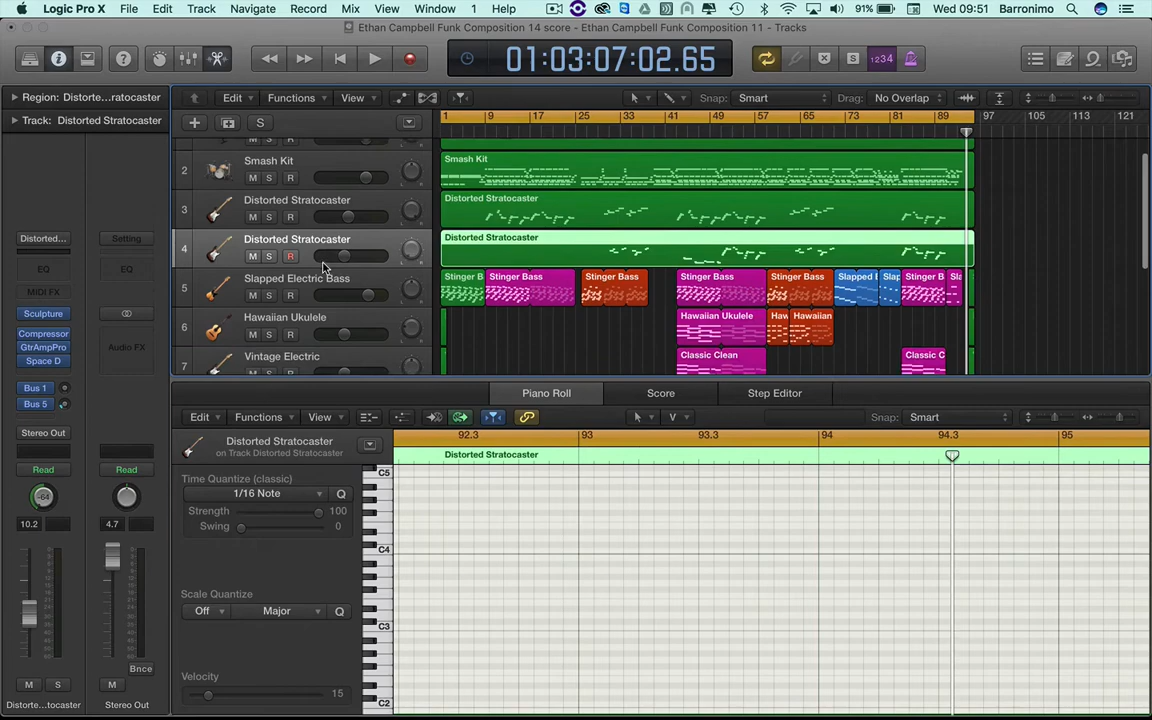 Logic Pro X File Edit Track Navigate Record Mix View Window 1 Help 91% Wed 09:51 Barronimo
Ethan Campbell Funk Composition 14 score - Ethan Campbell Funk Composition 11 - Tracks
01:03:07:02.65
1234
Region: Distorte...ratocaster
Track: Distorted Stratocaster
Edit Functions View Snap: Smart Drag: No Overlap
S
1 9 17 25 33 41 49 57 65 73 81 89 97 105 113 121
2 Smash Kit
M S R
Smash Kit
3 Distorted Stratocaster
M S R
Distorted Stratocaster
4 Distorted Stratocaster
M S R
Distorted Stratocaster
5 Slapped Electric Bass
M S R
Stinger B Stinger Bass Stinger Bass Stinger Bass Stinger Bass Slapped E Slap Stinger B Sla
6 Hawaiian Ukulele
M S R
Hawaiian Ukulele Haw Hawaiian
7 Vintage Electric
Classic Clean Classic C
Distorted... Setting
EQ EQ
MIDI FX
Sculpture
Compressor
GtrAmpPro Audio FX
Space D
Bus 1
Bus 5
Stereo Out
Read Read
-64
10.2 4.7
Bnce
M S M
Distorte...tocaster Stereo Out
Piano Roll Score Step Editor
Edit Functions View Snap: Smart
Distorted Stratocaster
on Track Distorted Stratocaster
92.3 93 93.3 94 94.3 95
Distorted Stratocaster
Time Quantize (classic)
1/16 Note Q
Strength 100
Swing 0
Scale Quantize
Off Major Q
Velocity
15
C5
C4
C3
C2